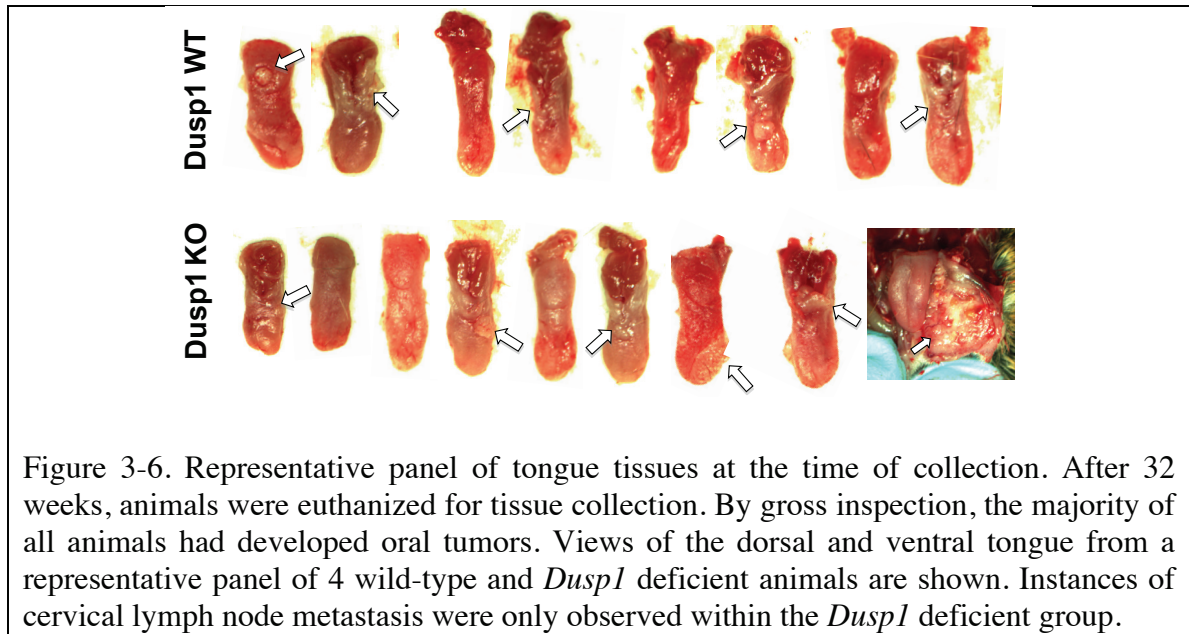 Dusp1 WT
Dusp1 KO
Figure 3-6. Representative panel of tongue tissues at the time of collection. After 32
weeks, animals were euthanized for tissue collection. By gross inspection, the majority of
all animals had developed oral tumors. Views of the dorsal and ventral tongue from a
representative panel of 4 wild-type and Dusp1 deficient animals are shown. Instances of
cervical lymph node metastasis were only observed within the Dusp1 deficient group.